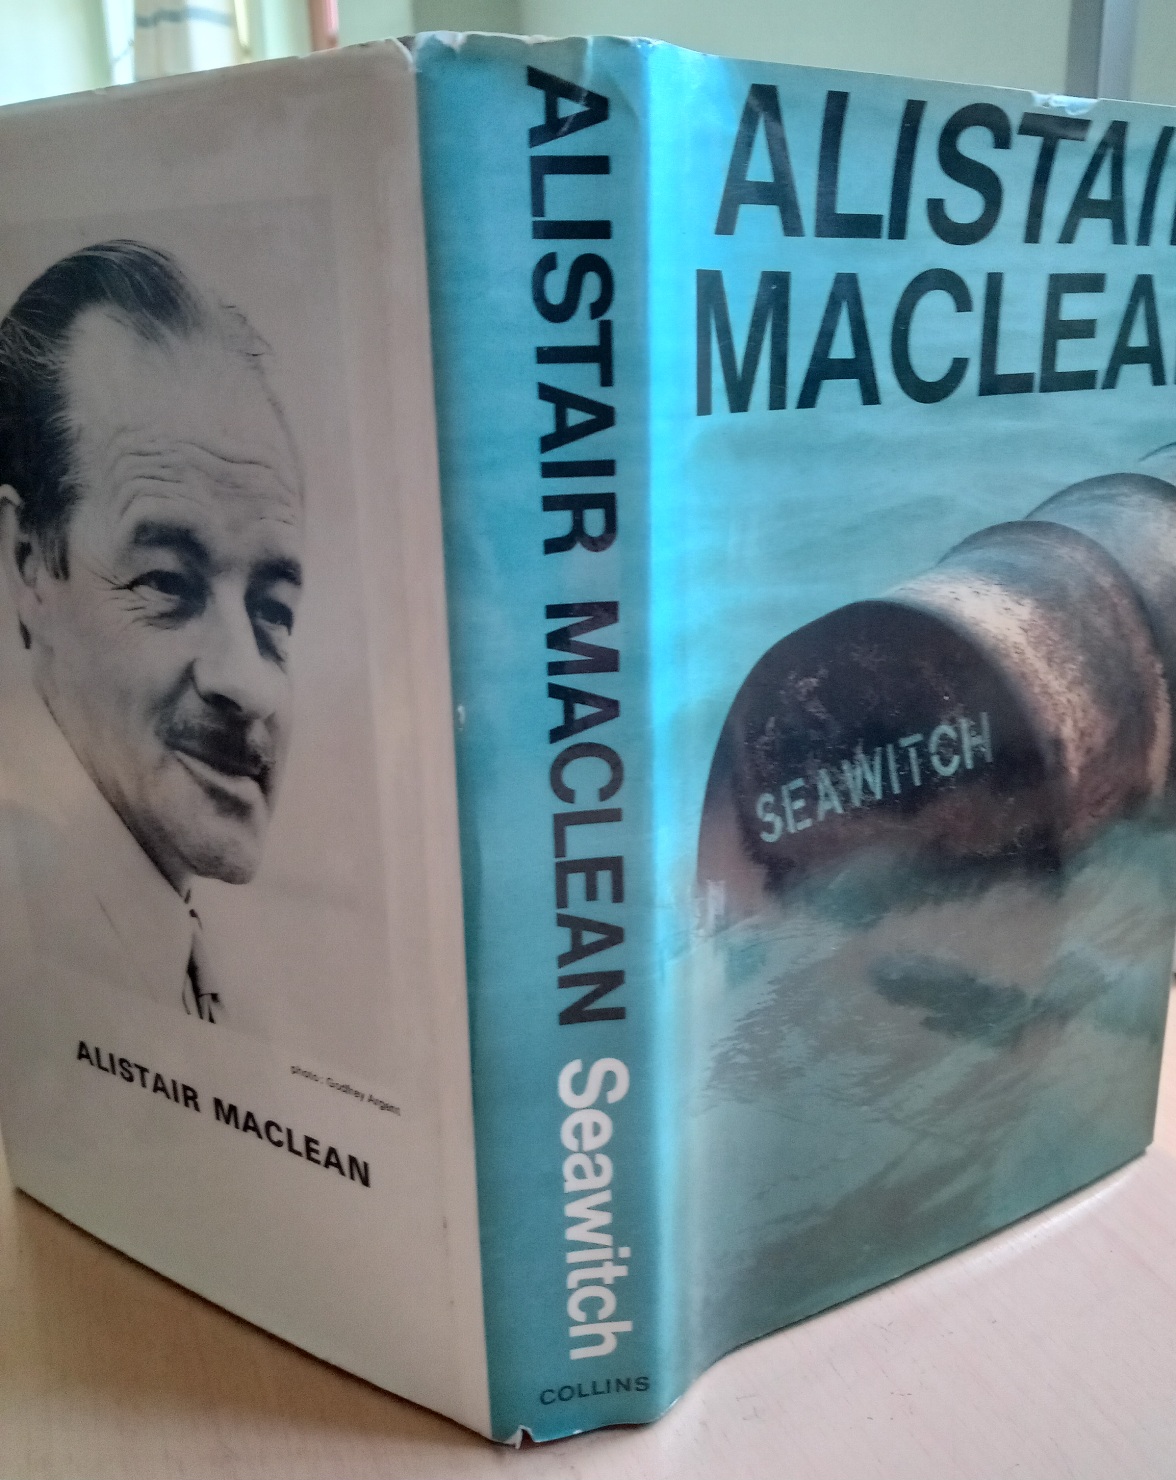 photo: Godfrey Argent
ALISTAIR MACLEAN
ALISTAIR MACLEAN Seawitch
COLLINS
ALISTAIR
MACLEAN
SEAWITCH